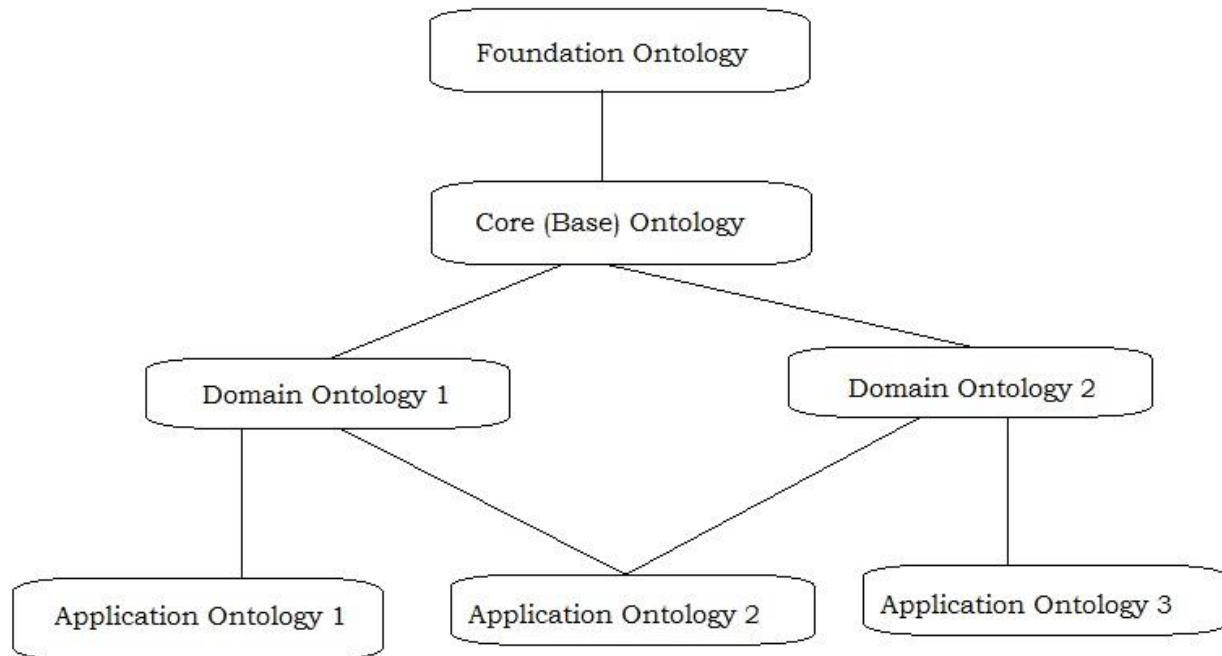 Foundation Ontology
Core (Base) Ontology
Domain Ontology 1
Domain Ontology 2
Application Ontology 1
Application Ontology 2
Application Ontology 3